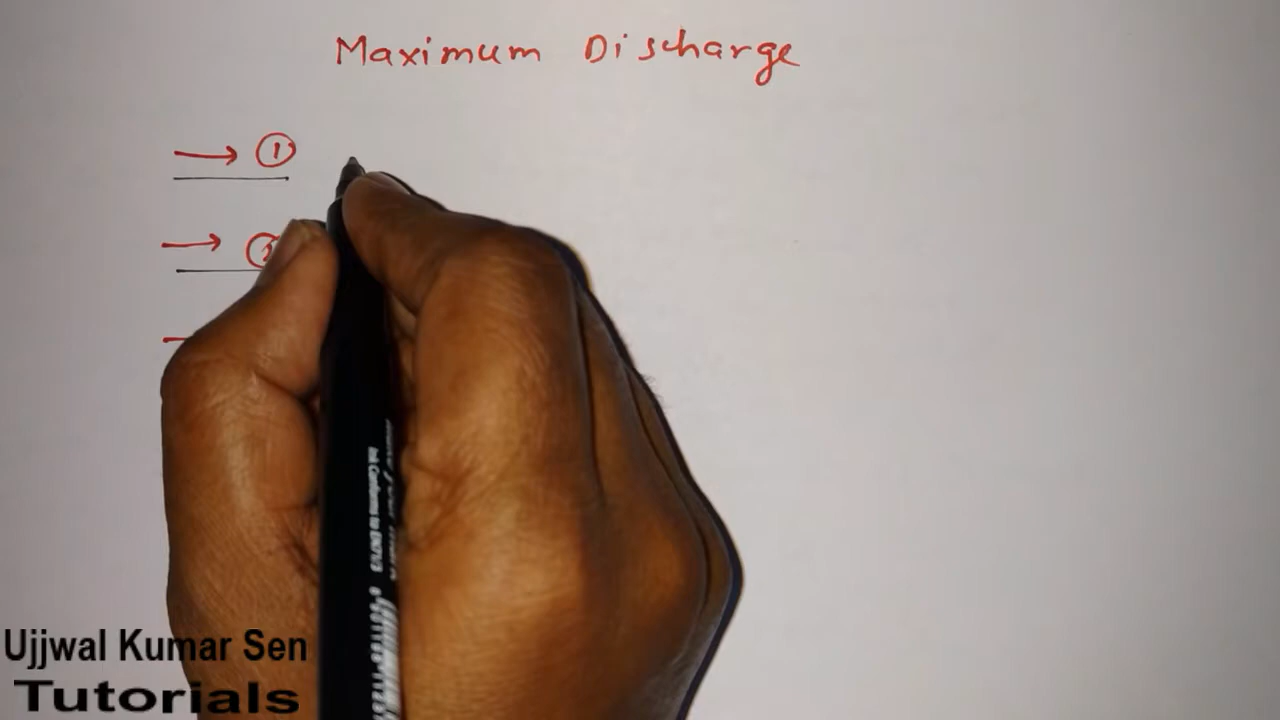 Maximum Discharge
→ ①
→
Ujjwal Kumar Sen
Tutorials